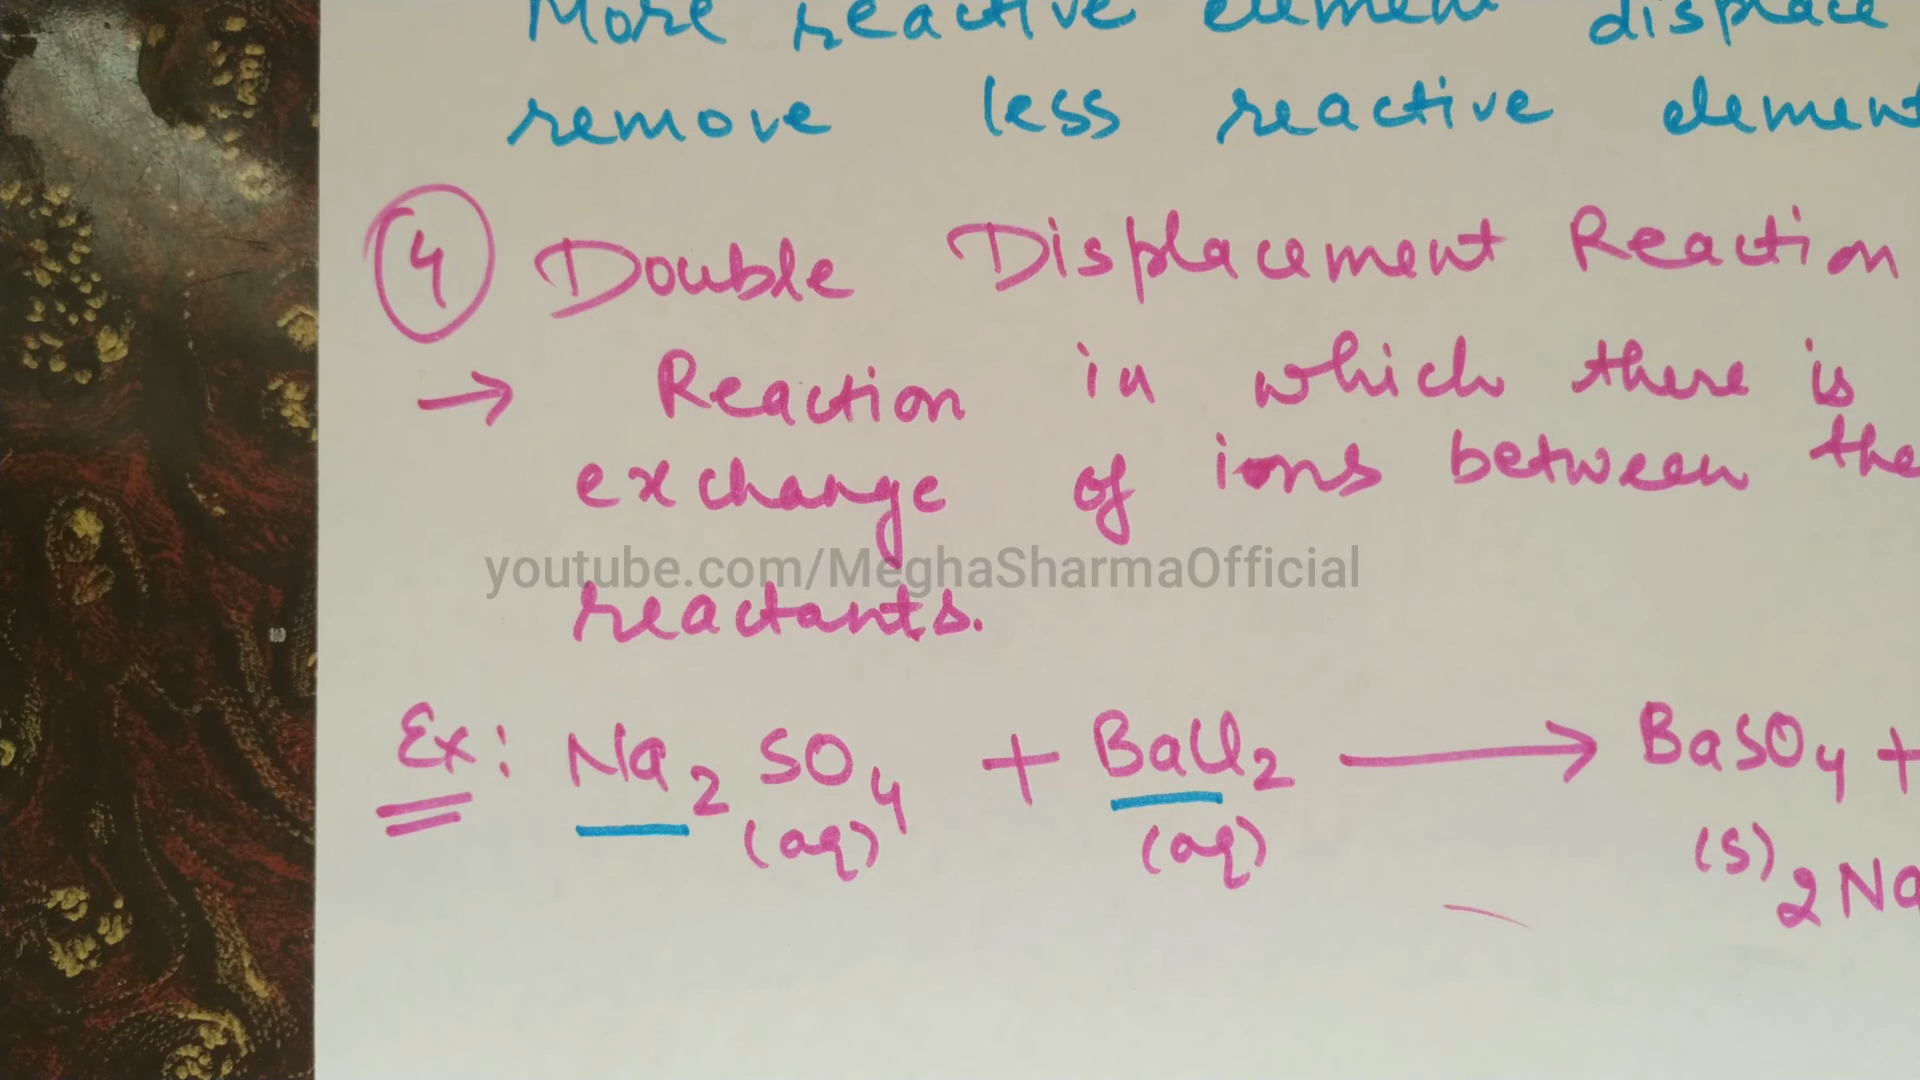 More reactive element displace
remove less reactive element
4 Double Displacement Reaction
→ Reaction in which there is
exchange of ions between the
youtube.com/MeghaSharmaOfficial
reactants.
Ex: Na₂SO₄ + BaCl₂ → BaSO₄ +
(aq) (aq) (s)
2Na